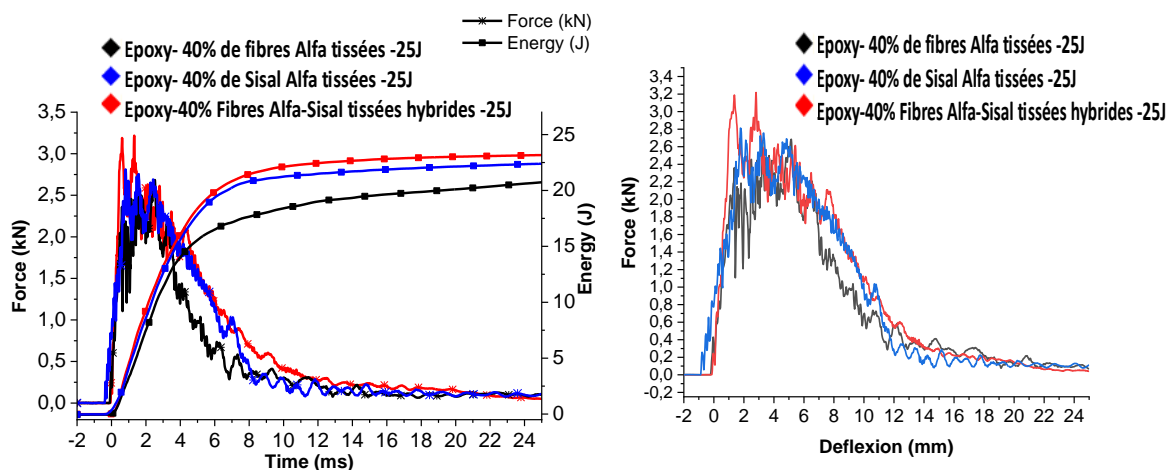 Force (kN)
Energy (J)
Epoxy- 40% de fibres Alfa tissées -25J
Epoxy- 40% de Sisal Alfa tissées -25J
Epoxy-40% Fibres Alfa-Sisal tissées hybrides -25J
3,5
3,0
2,5
2,0
1,5
1,0
0,5
0,0
Force (kN)
25
20
15
10
5
0
Energy (J)
-2 0 2 4 6 8 10 12 14 16 18 20 22 24
Time (ms)
Epoxy- 40% de fibres Alfa tissées -25J
Epoxy- 40% de Sisal Alfa tissées -25J
Epoxy-40% Fibres Alfa-Sisal tissées hybrides -25J
3,4
3,2
3,0
2,8
2,6
2,4
2,2
2,0
1,8
1,6
1,4
1,2
1,0
0,8
0,6
0,4
0,2
0,0
-0,2
Force (kN)
-2 0 2 4 6 8 10 12 14 16 18 20 22 24
Deflexion (mm)